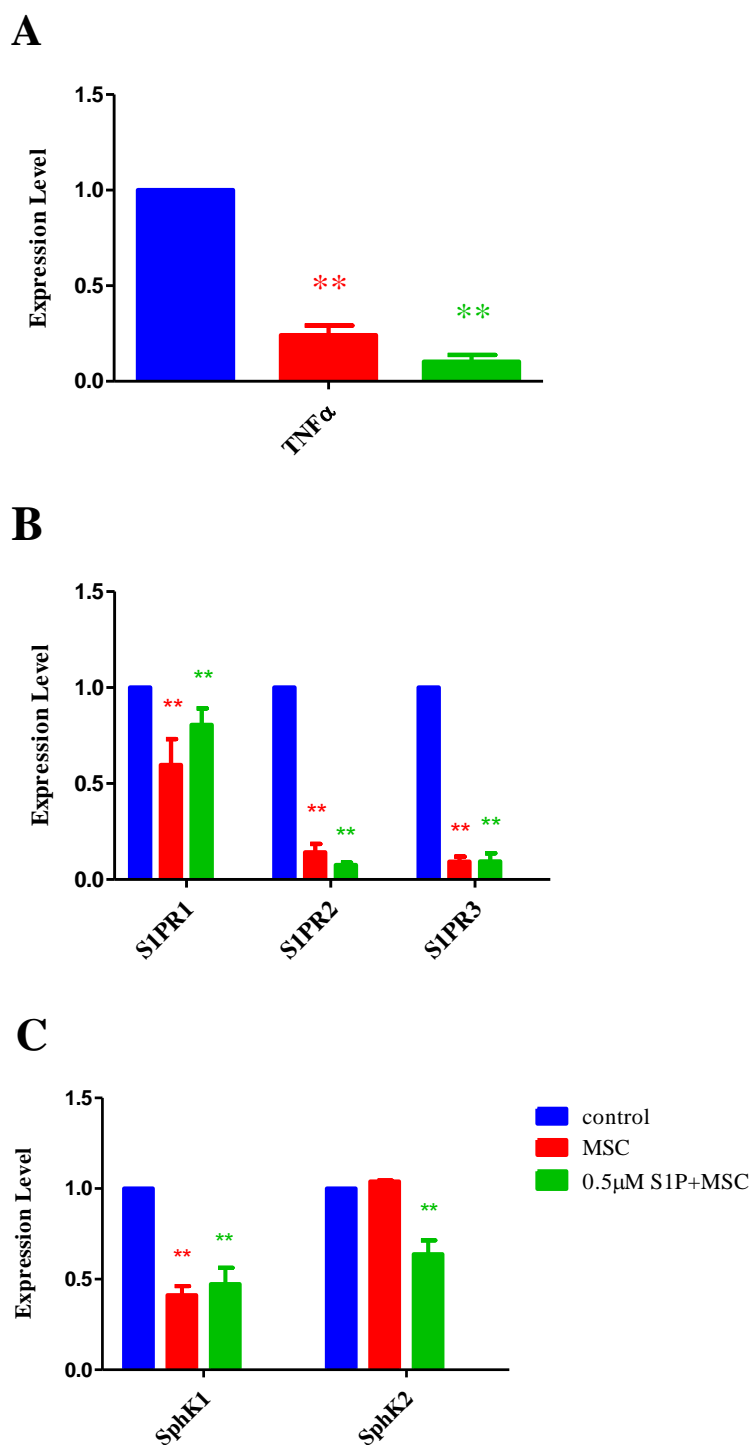 A
1.5
1.0
0.5
0.0
Expression Level
**
**
TNFα
B
1.5
1.0
0.5
0.0
Expression Level
**
**
**
**
**
**
S1PR1
S1PR2
S1PR3
C
1.5
1.0
0.5
0.0
Expression Level
**
**
**
SphK1
SphK2
control
MSC
0.5μM S1P+MSC